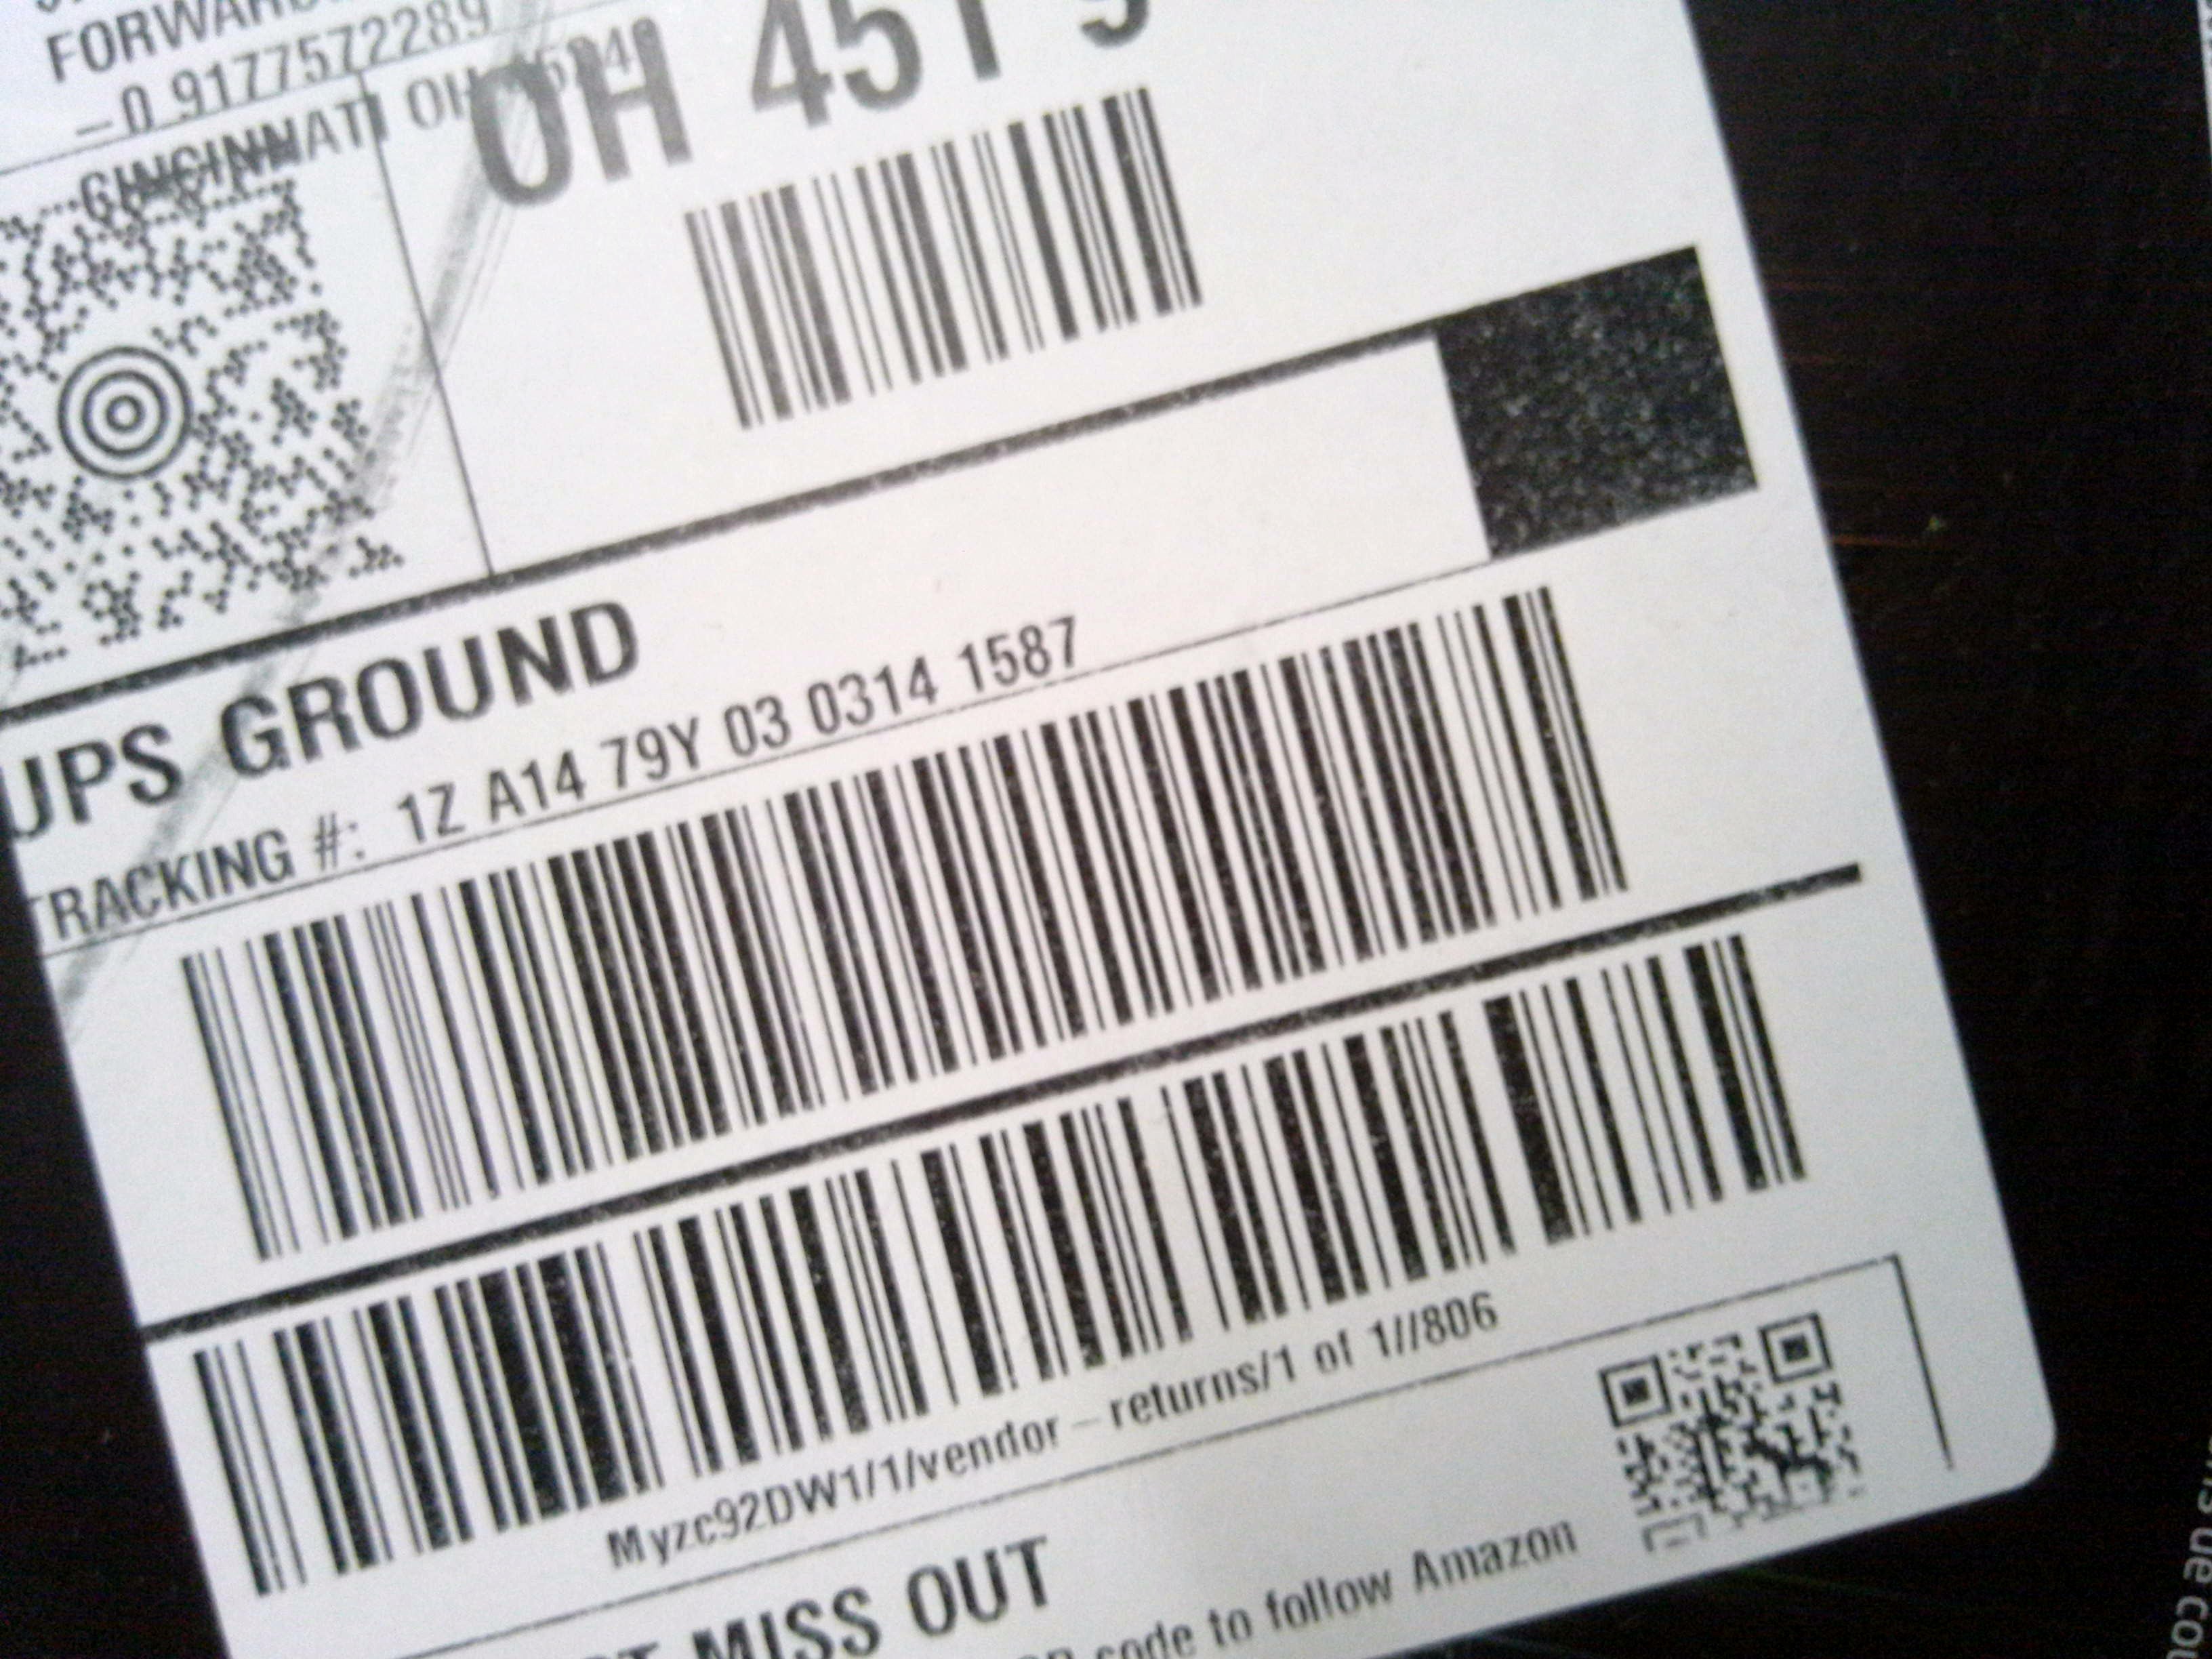 FORWARD
–0 9177572289
CINCINNATI OH
OH 451 9
UPS GROUND
TRACKING #: 1Z A14 79Y 03 0314 1587
Myzc92DW1/1/vendor – returns/1 of 1//806
MISS OUT
code to follow Amazon